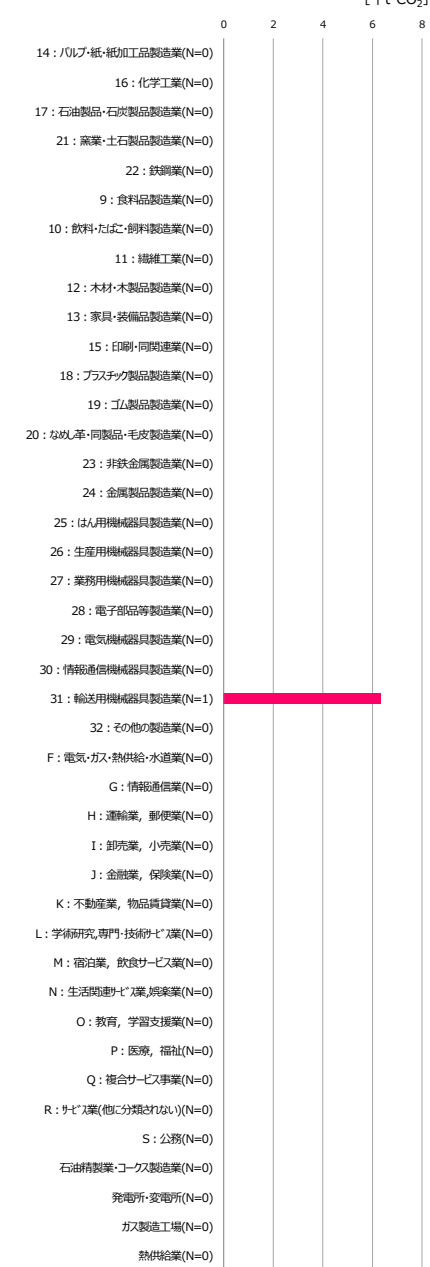 0 2 4 6 8
14：パルプ・紙・紙加工品製造業(N=0)
16：化学工業(N=0)
17：石油製品・石炭製品製造業(N=0)
21：窯業・土石製品製造業(N=0)
22：鉄鋼業(N=0)
9：食料品製造業(N=0)
10：飲料・たばこ・飼料製造業(N=0)
11：繊維工業(N=0)
12：木材・木製品製造業(N=0)
13：家具・装備品製造業(N=0)
15：印刷・同関連業(N=0)
18：プラスチック製品製造業(N=0)
19：ゴム製品製造業(N=0)
20：なめし革・同製品・毛皮製造業(N=0)
23：非鉄金属製造業(N=0)
24：金属製品製造業(N=0)
25：はん用機械器具製造業(N=0)
26：生産用機械器具製造業(N=0)
27：業務用機械器具製造業(N=0)
28：電子部品等製造業(N=0)
29：電気機械器具製造業(N=0)
30：情報通信機械器具製造業(N=0)
31：輸送用機械器具製造業(N=1)
32：その他の製造業(N=0)
F：電気・ガス・熱供給・水道業(N=0)
G：情報通信業(N=0)
H：運輸業，郵便業(N=0)
I：卸売業，小売業(N=0)
J：金融業，保険業(N=0)
K：不動産業，物品賃貸業(N=0)
L：学術研究,専門・技術ｻｰﾋﾞｽ業(N=0)
M：宿泊業，飲食サービス業(N=0)
N：生活関連ｻｰﾋﾞｽ業,娯楽業(N=0)
O：教育，学習支援業(N=0)
P：医療，福祉(N=0)
Q：複合サービス事業(N=0)
R：ｻｰﾋﾞｽ業(他に分類されない)(N=0)
S：公務(N=0)
石油精製業・コークス製造業(N=0)
発電所・変電所(N=0)
ガス製造工場(N=0)
熱供給業(N=0)